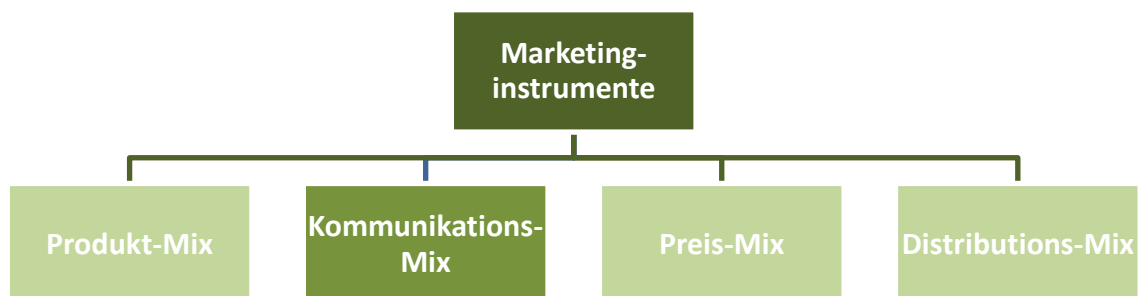 Marketing-
instrumente
Produkt-Mix
Kommunikations-
Mix
Preis-Mix
Distributions-Mix